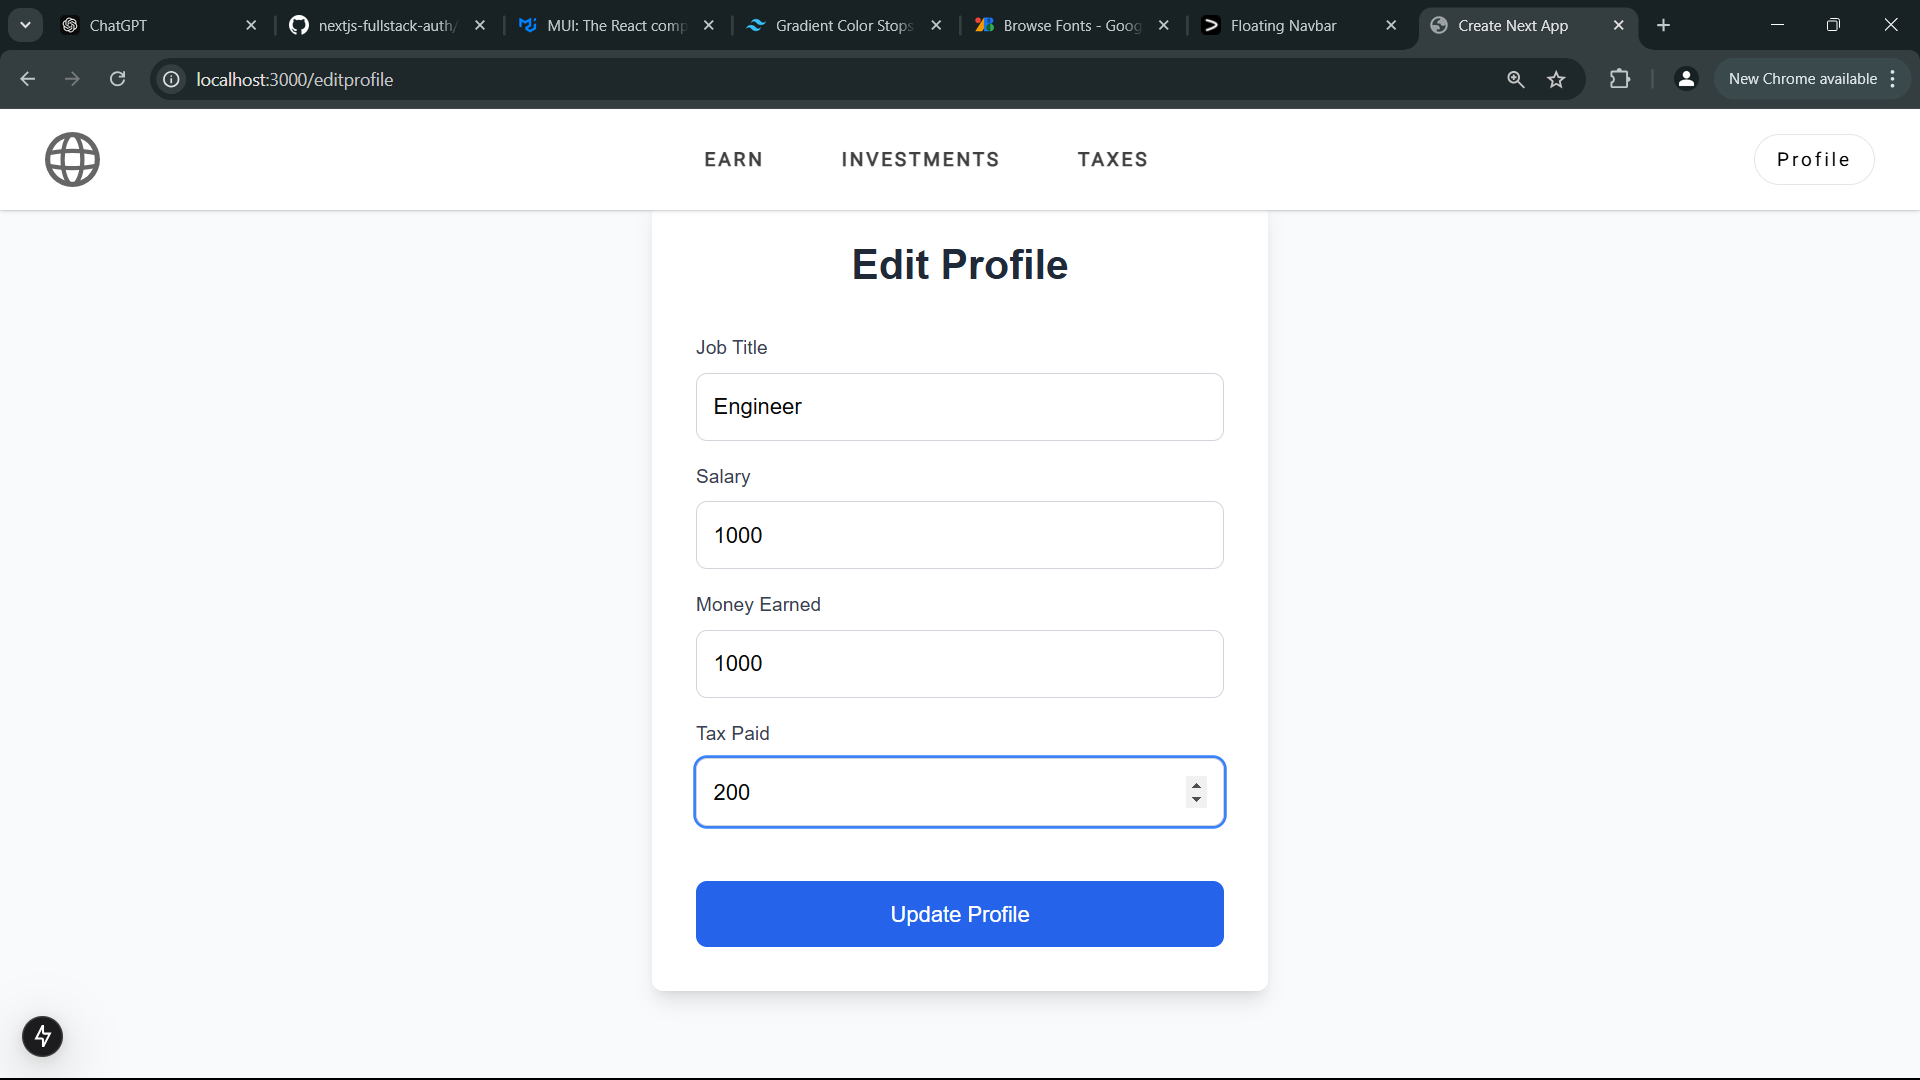 ChatGPT
nextjs-fullstack-auth/
MUI: The React comp
Gradient Color Stops
Browse Fonts - Goog
Floating Navbar
Create Next App
localhost:3000/editprofile
New Chrome available
EARN
INVESTMENTS
TAXES
Profile
Edit Profile
Job Title
Engineer
Salary
1000
Money Earned
1000
Tax Paid
200
Update Profile